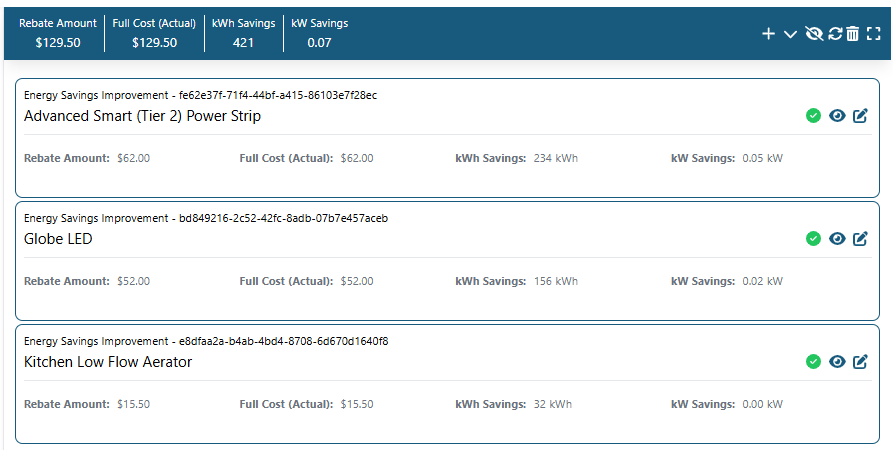 Rebate Amount Full Cost (Actual) kWh Savings kW Savings
$129.50 $129.50 421 0.07
Energy Savings Improvement - fe62e37f-71f4-44bf-a415-86103e7f28ec
Advanced Smart (Tier 2) Power Strip
Rebate Amount: $62.00 Full Cost (Actual): $62.00 kWh Savings: 234 kWh kW Savings: 0.05 kW
Energy Savings Improvement - bd849216-2c52-42fc-8adb-07b7e457aceb
Globe LED
Rebate Amount: $52.00 Full Cost (Actual): $52.00 kWh Savings: 156 kWh kW Savings: 0.02 kW
Energy Savings Improvement - e8dfaa2a-b4ab-4bd4-8708-6d670d1640f8
Kitchen Low Flow Aerator
Rebate Amount: $15.50 Full Cost (Actual): $15.50 kWh Savings: 32 kWh kW Savings: 0.00 kW